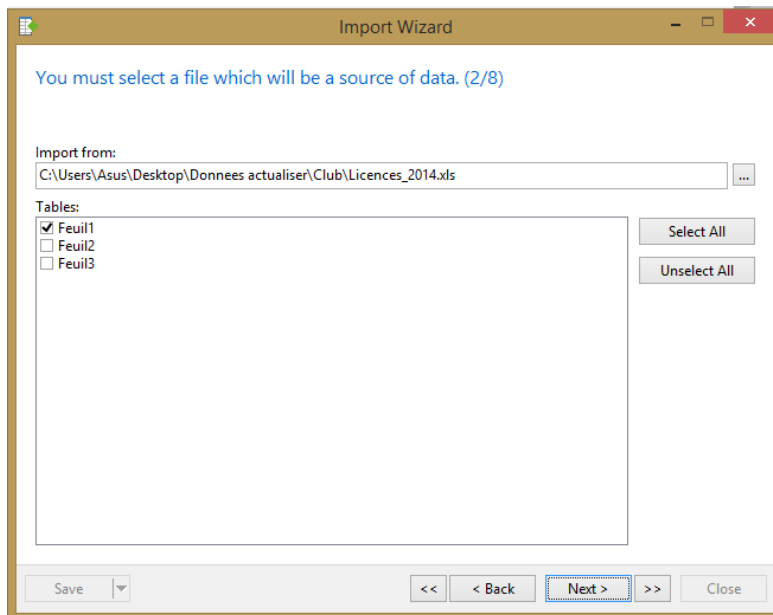 Import Wizard
You must select a file which will be a source of data. (2/8)
Import from:
C:\Users\Asus\Desktop\Donnees actualiser\Club\Licences_2014.xls
...
Tables:
Feuil1
Feuil2
Feuil3
Select All
Unselect All
Save
<<
< Back
Next >
>>
Close